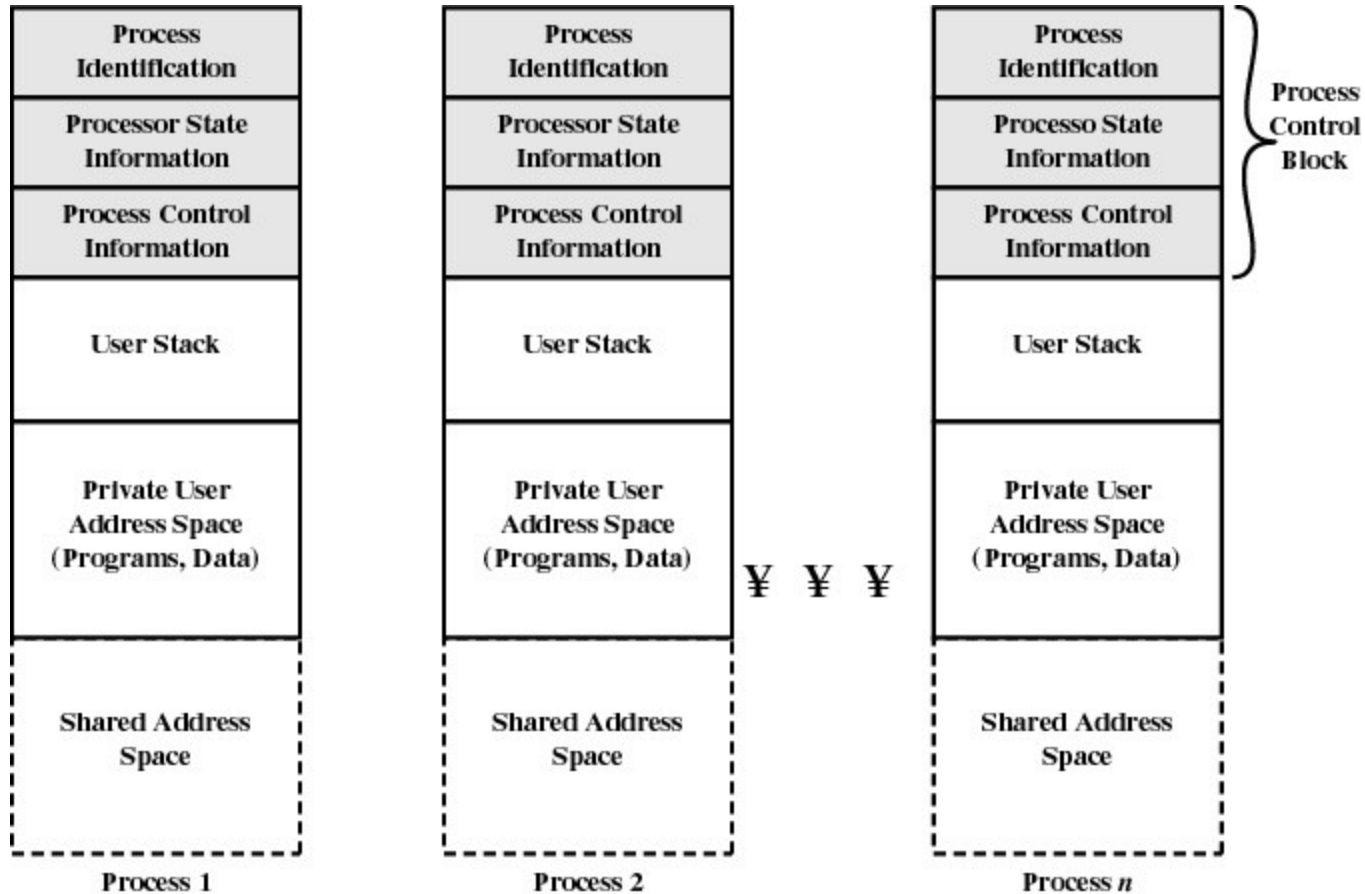 Process
Identification
Processor State
Information
Process Control
Information
User Stack
Private User
Address Space
(Programs, Data)
Shared Address
Space
Process 1
Process
Identification
Processor State
Information
Process Control
Information
User Stack
Private User
Address Space
(Programs, Data)
Shared Address
Space
Process 2
¥ ¥ ¥
Process
Identification
Processo State
Information
Process Control
Information
User Stack
Private User
Address Space
(Programs, Data)
Shared Address
Space
Process n
Process
Control
Block